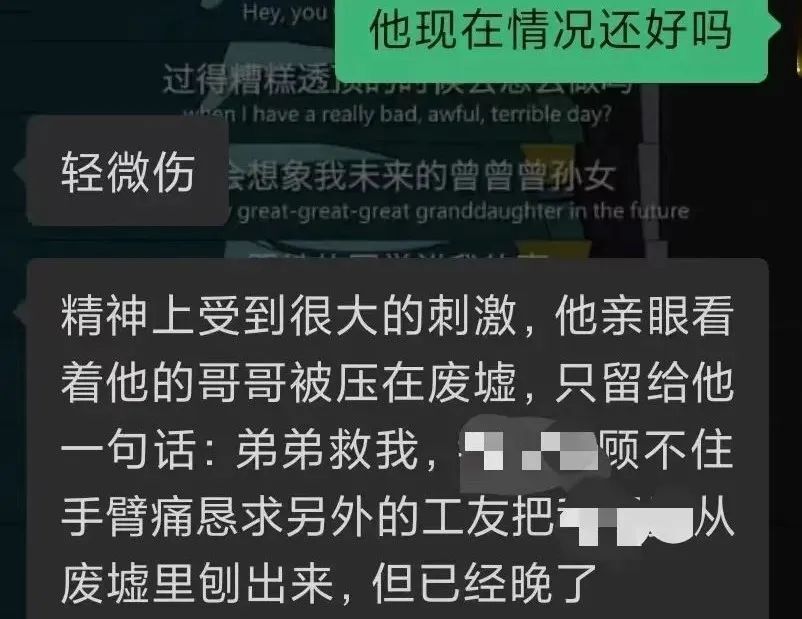 Hey, you
他现在情况还好吗
过得糟糕透顶的时候会怎么做吗
when I have a really bad, awful, terrible day?
轻微伤
会想象我未来的曾曾曾孙女
great-great-great granddaughter in the future
精神上受到很大的刺激，他亲眼看
着他的哥哥被压在废墟，只留给他
一句话：弟弟救我，顾不住
手臂痛恳求另外的工友把从
废墟里刨出来，但已经晚了